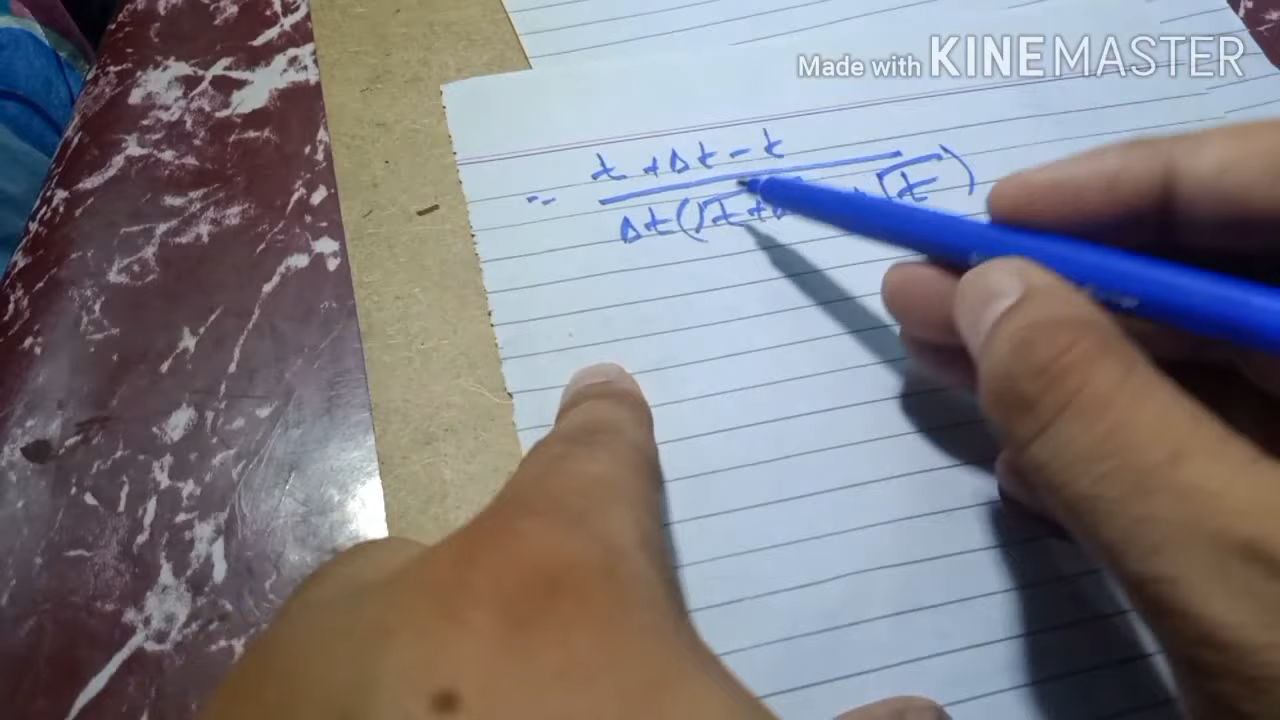 Made with KINEMASTER
= t + Δt - t
Δt(√t + √t)